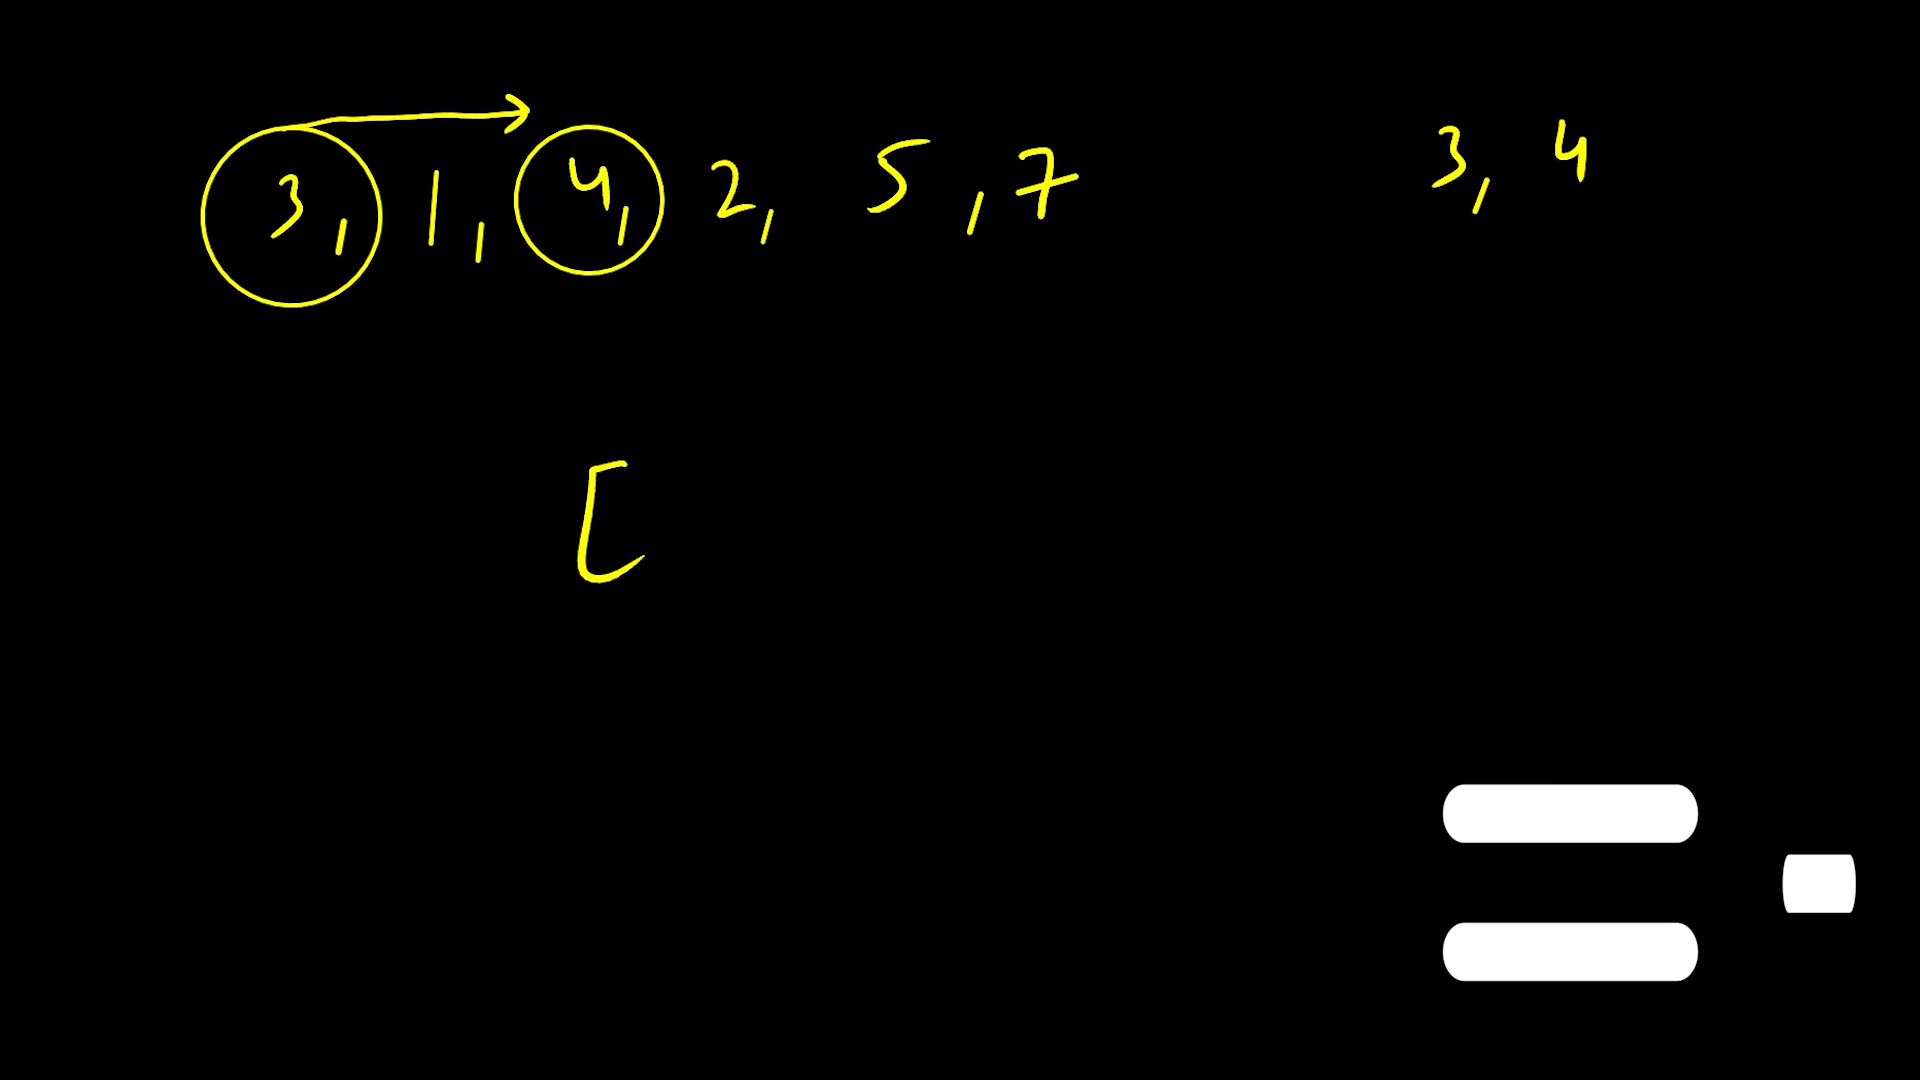 3, 1, 4, 2, 5, 7 3, 4
[